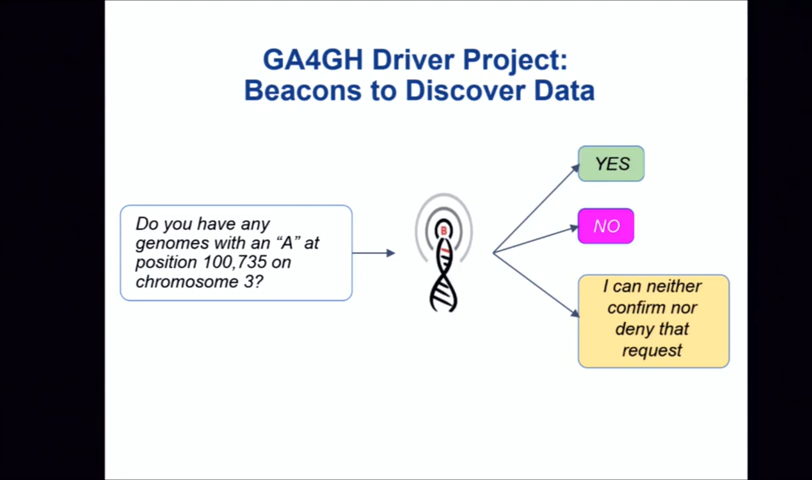 GA4GH Driver Project:
Beacons to Discover Data
Do you have any
genomes with an “A” at
position 100,735 on
chromosome 3?
B
YES
NO
I can neither
confirm nor
deny that
request